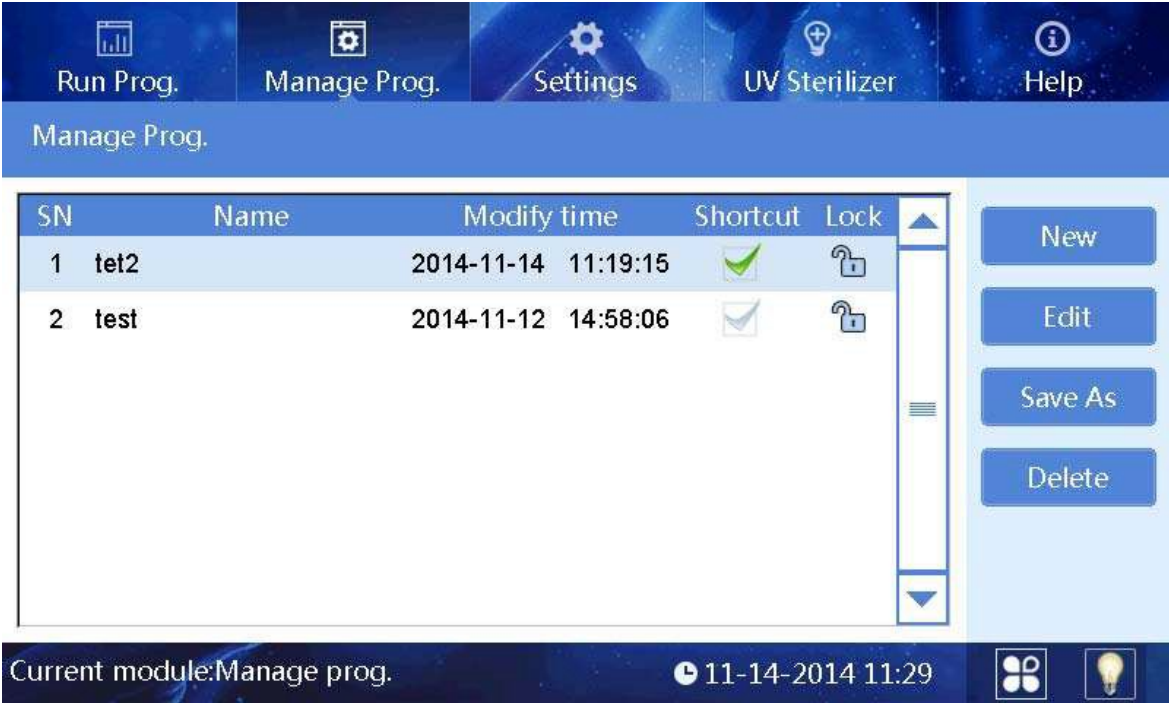 Run Prog. Manage Prog. Settings UV Sterilizer Help
Manage Prog.
SN Name Modify time Shortcut Lock
1 tet2 2014-11-14 11:19:15
2 test 2014-11-12 14:58:06
New
Edit
Save As
Delete
Current module:Manage prog. 11-14-2014 11:29